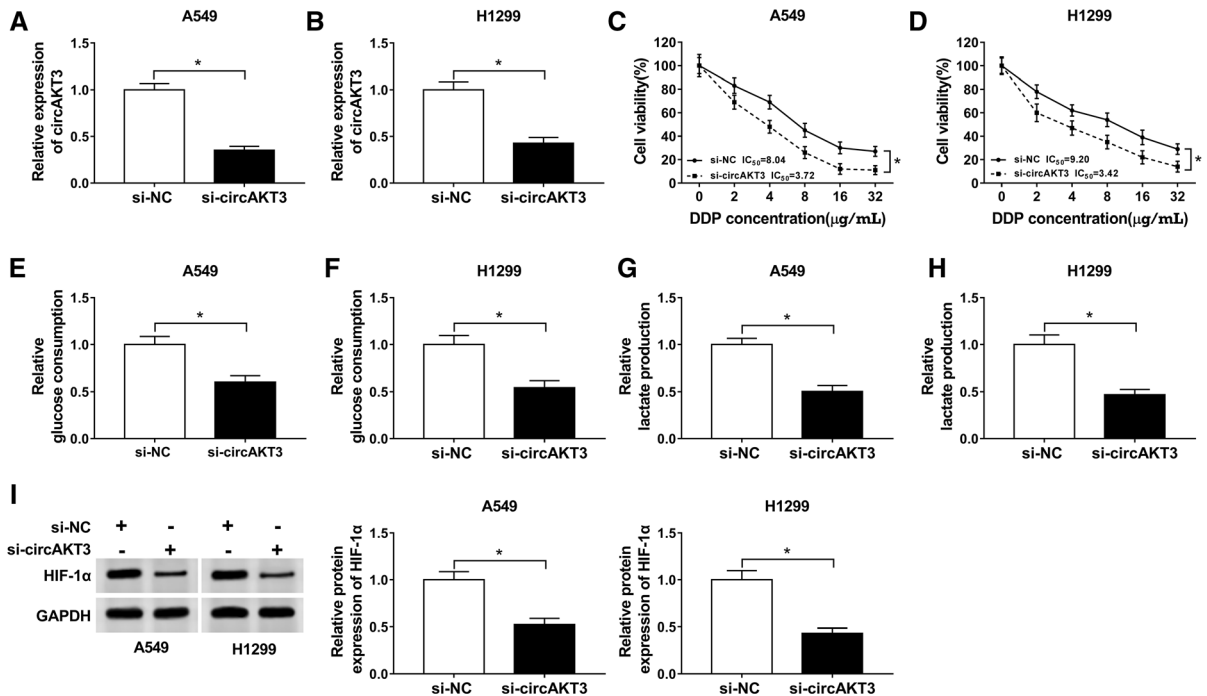 A
A549
Relative expression
of circAKT3
1.5
1.0
0.5
0.0
*
si-NC
si-circAKT3
B
H1299
Relative expression
of circAKT3
1.5
1.0
0.5
0.0
*
si-NC
si-circAKT3
C
A549
Cell viability(%)
120
100
80
60
40
20
0
si-NC IC50=8.04
si-circAKT3 IC50=3.72
*
0 2 4 8 16 32
DDP concentration(μg/mL)
D
H1299
Cell viability(%)
120
100
80
60
40
20
0
si-NC IC50=9.20
si-circAKT3 IC50=3.42
*
0 2 4 8 16 32
DDP concentration(μg/mL)
E
A549
Relative
glucose consumption
1.5
1.0
0.5
0.0
*
si-NC
si-circAKT3
F
H1299
Relative
glucose consumption
1.5
1.0
0.5
0.0
*
si-NC
si-circAKT3
G
A549
Relative
lactate production
1.5
1.0
0.5
0.0
*
si-NC
si-circAKT3
H
H1299
Relative
lactate production
1.5
1.0
0.5
0.0
*
si-NC
si-circAKT3
I
si-NC + - + -
si-circAKT3 - + - +
HIF-1α
GAPDH
A549
H1299
A549
Relative protein
expression of HIF-1α
1.5
1.0
0.5
0.0
*
si-NC
si-circAKT3
H1299
Relative protein
expression of HIF-1α
1.5
1.0
0.5
0.0
*
si-NC
si-circAKT3